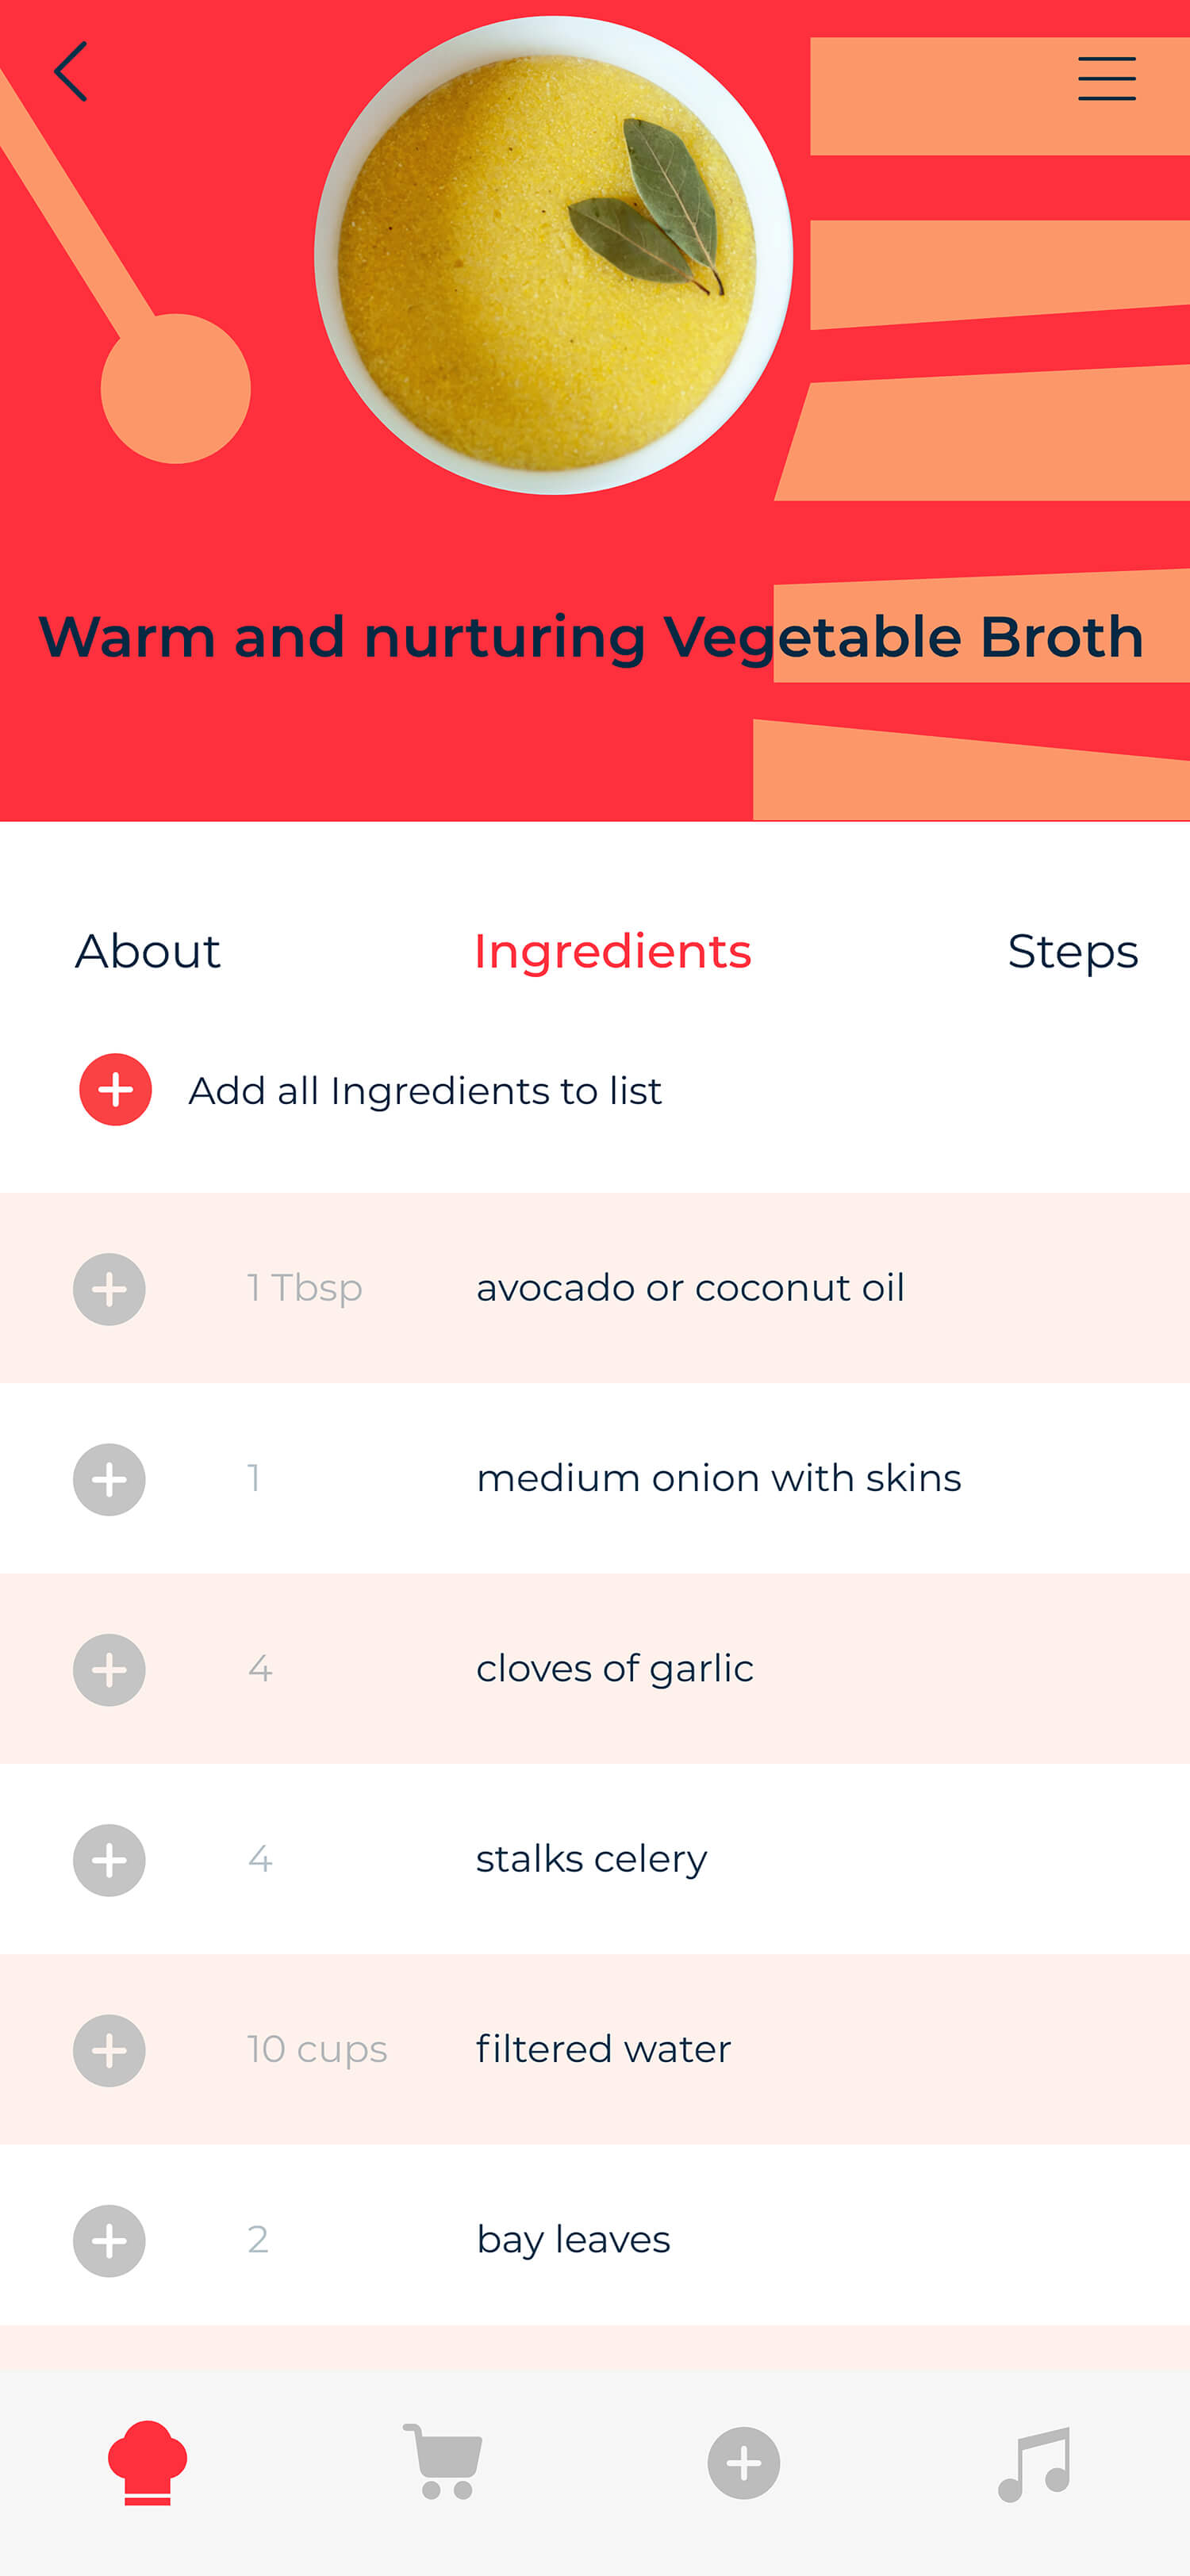 Warm and nurturing Vegetable Broth
About Ingredients Steps
Add all Ingredients to list
1 Tbsp avocado or coconut oil
1 medium onion with skins
4 cloves of garlic
4 stalks celery
10 cups filtered water
2 bay leaves